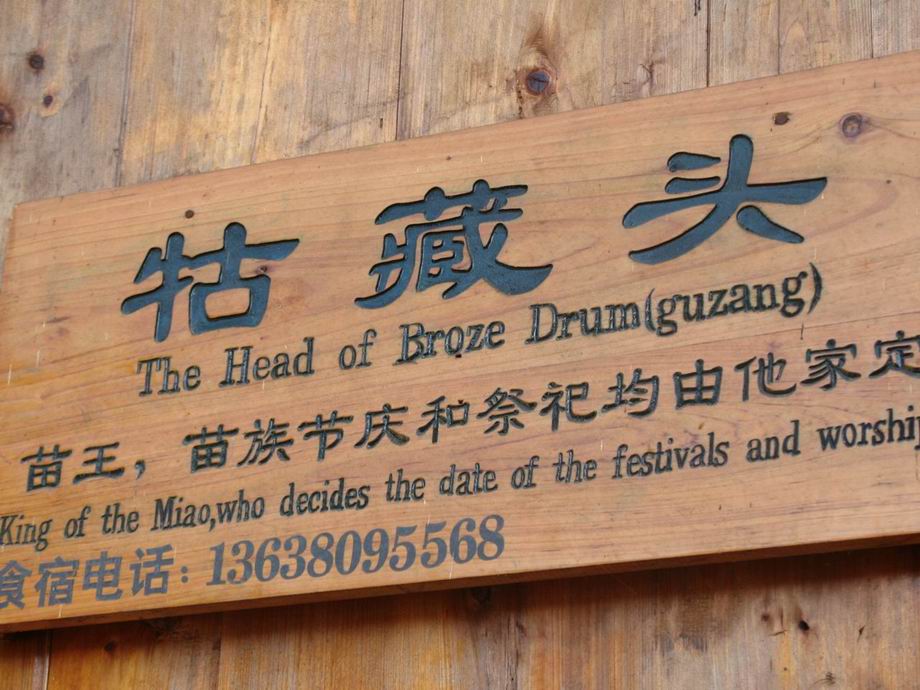 牯藏头
The Head of Broze Drum(guzang)
苗王，苗族节庆和祭祀均由他家定
King of the Miao,who decides the date of the festivals and worship
食宿电话：13638095568